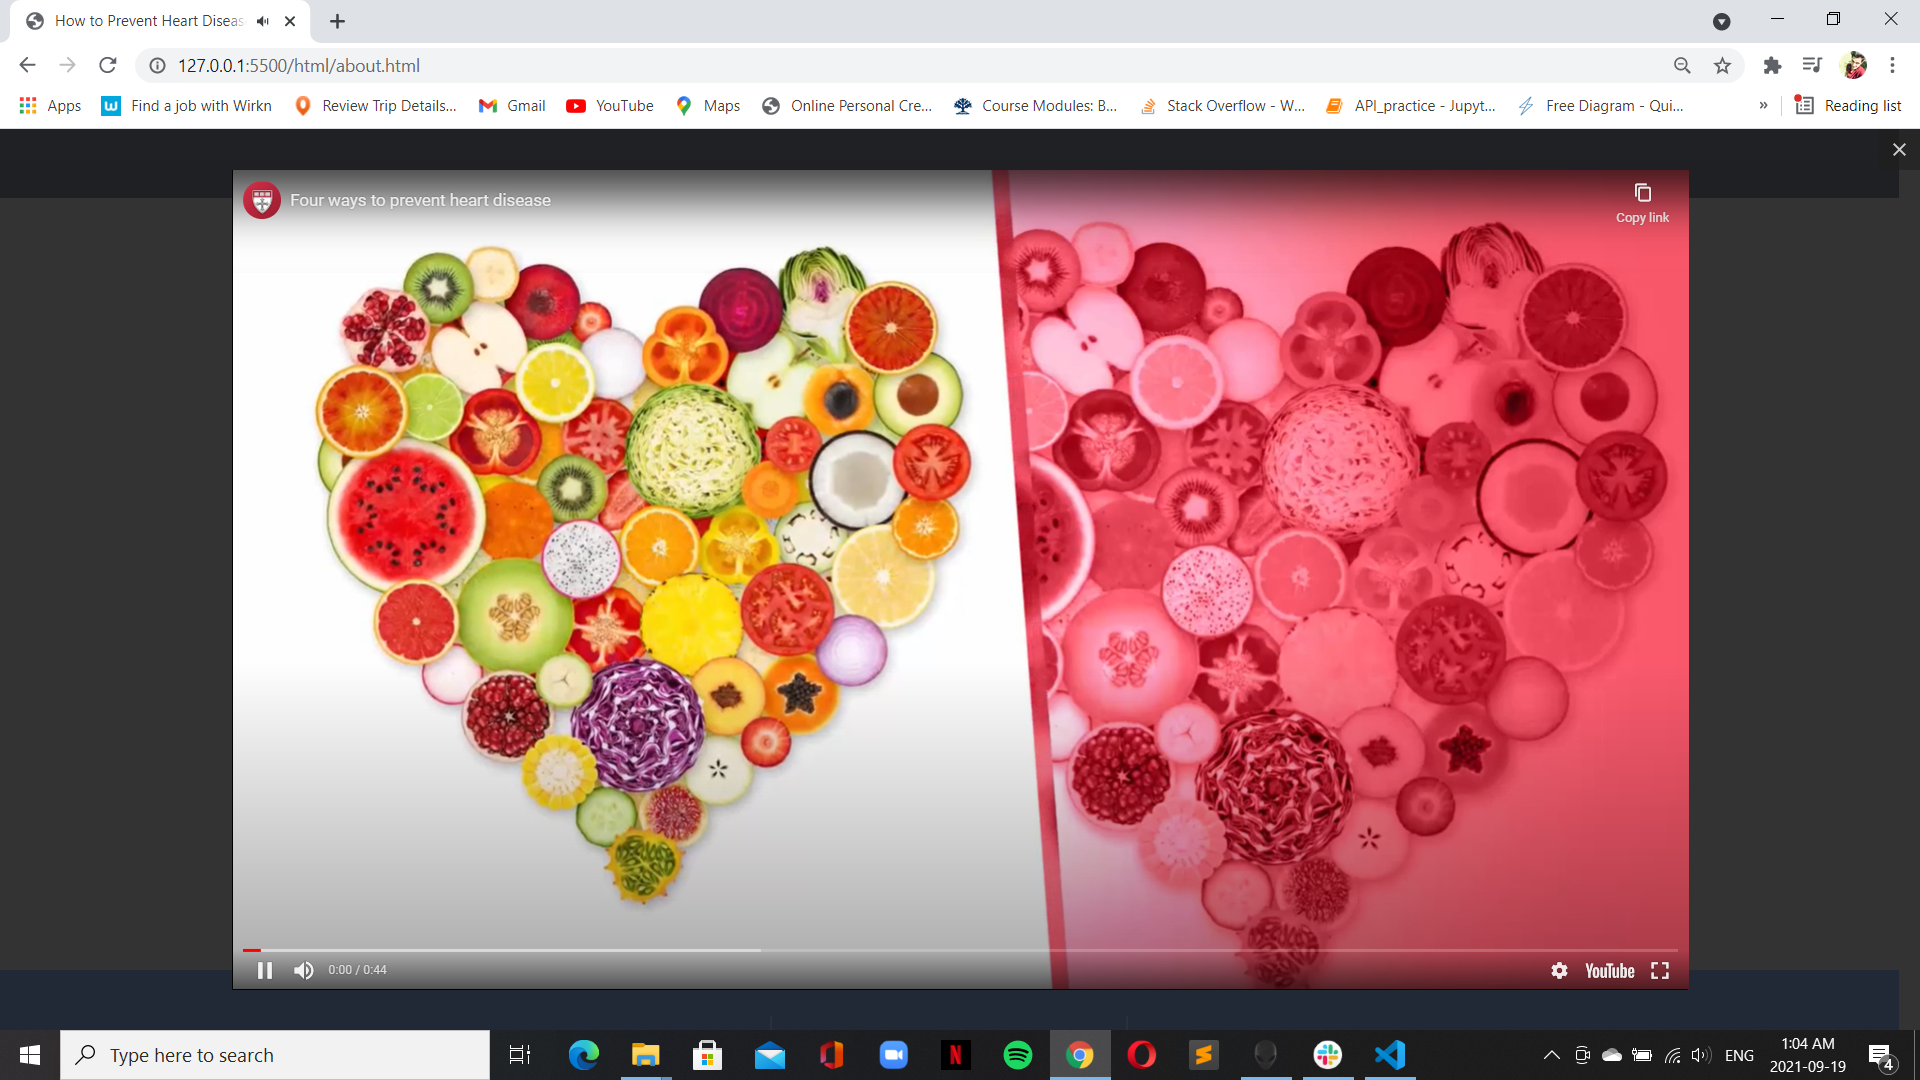 How to Prevent Heart Diseas
127.0.0.1:5500/html/about.html
Apps
Find a job with Wirkn
Review Trip Details...
Gmail
YouTube
Maps
Online Personal Cre...
Course Modules: B...
Stack Overflow - W...
API_practice - Jupyt...
Free Diagram - Qui...
»
Reading list
Four ways to prevent heart disease
Copy link
0:00 / 0:44
YouTube
Type here to search
ENG
1:04 AM
2021-09-19
4